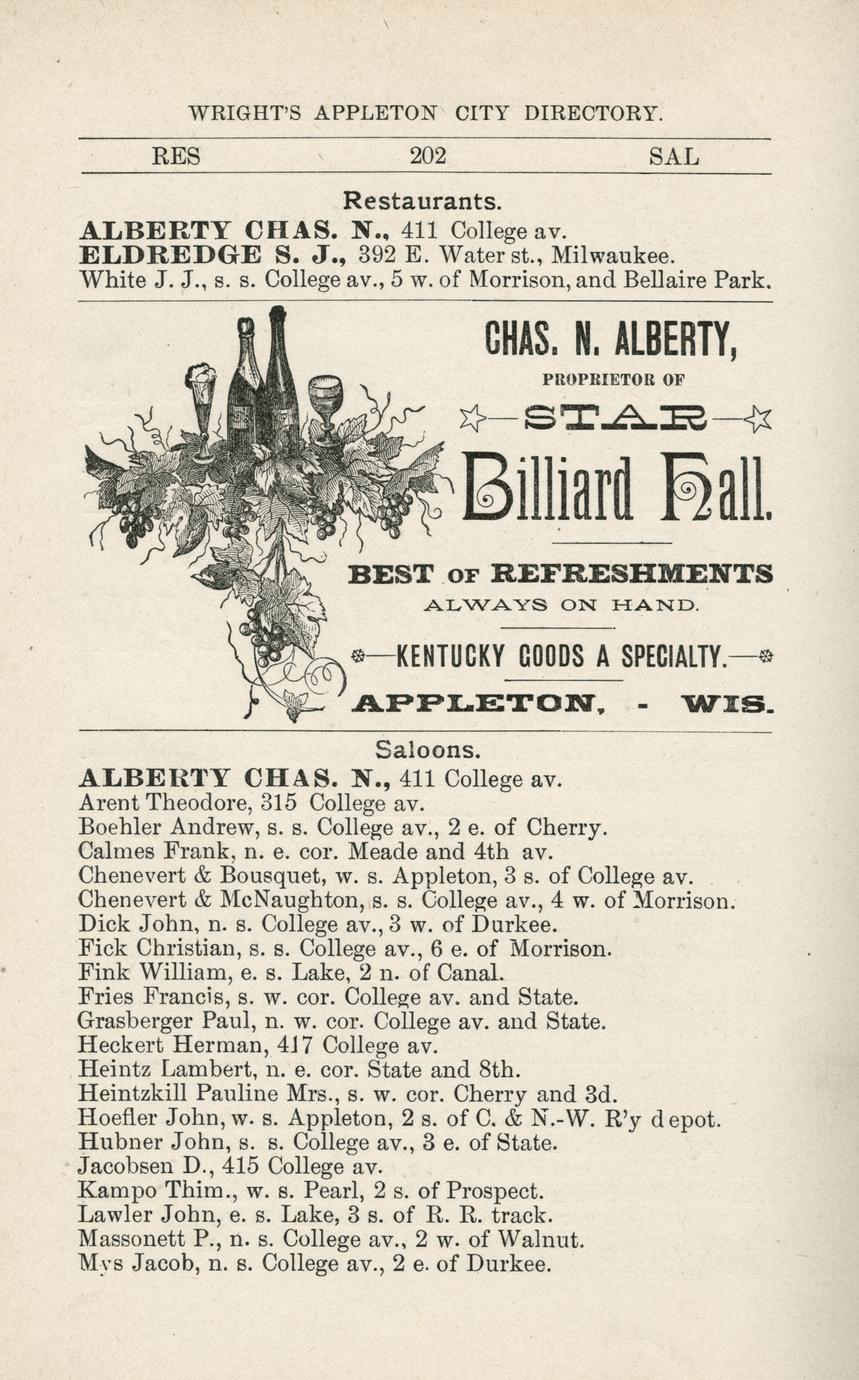 WRIGHT'S APPLETON CITY DIRECTORY.
RES 202 SAL
Restaurants.
ALBERTY CHAS. N., 411 College av.
ELDREDGE S. J., 392 E. Water st., Milwaukee.
White J. J., s. s. College av., 5 w. of Morrison, and Bellaire Park.
CHAS. N. ALBERTY,
PROPRIETOR OF
STAR
Billiard Hall.
BEST OF REFRESHMENTS
ALWAYS ON HAND.
KENTUCKY GOODS A SPECIALTY.
APPLETON, - WIS.
Saloons.
ALBERTY CHAS. N., 411 College av.
Arent Theodore, 315 College av.
Boehler Andrew, s. s. College av., 2 e. of Cherry.
Calmes Frank, n. e. cor. Meade and 4th av.
Chenevert & Bousquet, w. s. Appleton, 3 s. of College av.
Chenevert & McNaughton, s. s. College av., 4 w. of Morrison.
Dick John, n. s. College av., 3 w. of Durkee.
Fick Christian, s. s. College av., 6 e. of Morrison.
Fink William, e. s. Lake, 2 n. of Canal.
Fries Francis, s. w. cor. College av. and State.
Grasberger Paul, n. w. cor. College av. and State.
Heckert Herman, 417 College av.
Heintz Lambert, n. e. cor. State and 8th.
Heintzkill Pauline Mrs., s. w. cor. Cherry and 3d.
Hoefler John, w. s. Appleton, 2 s. of C. & N.-W. R'y depot.
Hubner John, s. s. College av., 3 e. of State.
Jacobsen D., 415 College av.
Kampo Thim., w. s. Pearl, 2 s. of Prospect.
Lawler John, e. s. Lake, 3 s. of R. R. track.
Massonett P., n. s. College av., 2 w. of Walnut.
Mys Jacob, n. s. College av., 2 e. of Durkee.